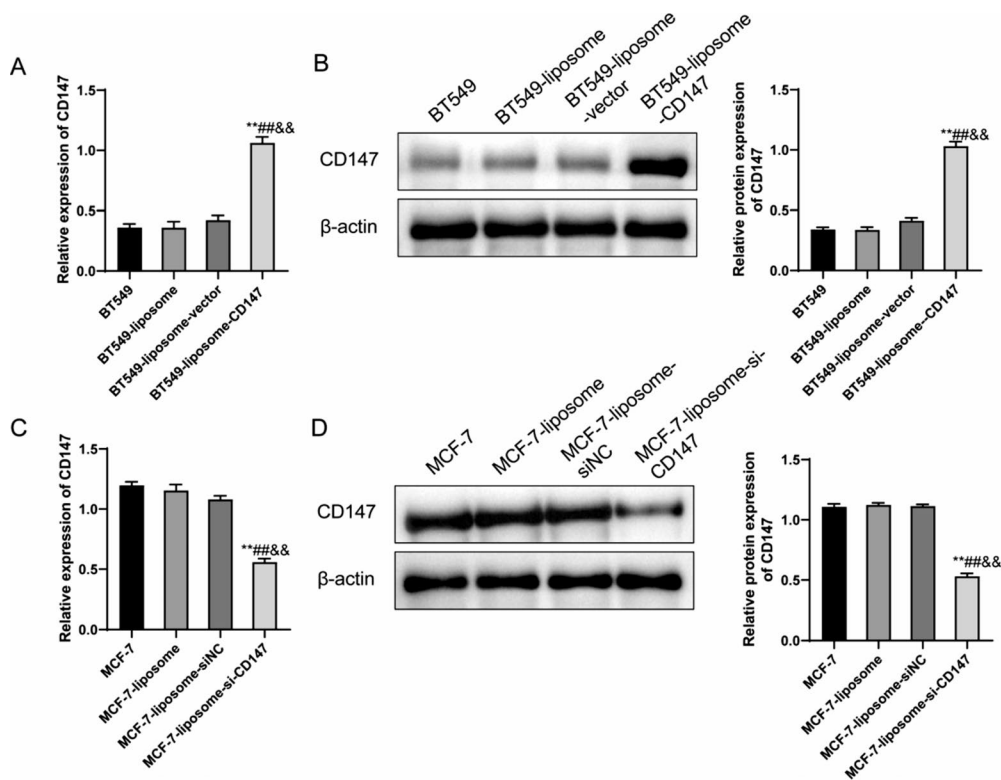 A
Relative expression of CD147
1.5
1.0
0.5
0.0
**##&&
BT549
BT549-liposome
BT549-liposome-vector
BT549-liposome-CD147
B
BT549
BT549-liposome
BT549-liposome
-vector
BT549-liposome
-CD147
CD147
β-actin
Relative protein expression
of CD147
1.5
1.0
0.5
0.0
**##&&
BT549
BT549-liposome
BT549-liposome-vector
BT549-liposome--CD147
C
Relative expression of CD147
1.5
1.0
0.5
0.0
**##&&
MCF-7
MCF-7-liposome
MCF-7-liposome-siNC
MCF-7-liposome-si-CD147
D
MCF-7
MCF-7-liposome
MCF-7-liposome-
siNC
MCF-7-liposome-si-
CD147
CD147
β-actin
Relative protein expression
of CD147
1.5
1.0
0.5
0.0
**##&&
MCF-7
MCF-7-liposome
MCF-7-liposome-siNC
MCF-7-liposome-si-CD147